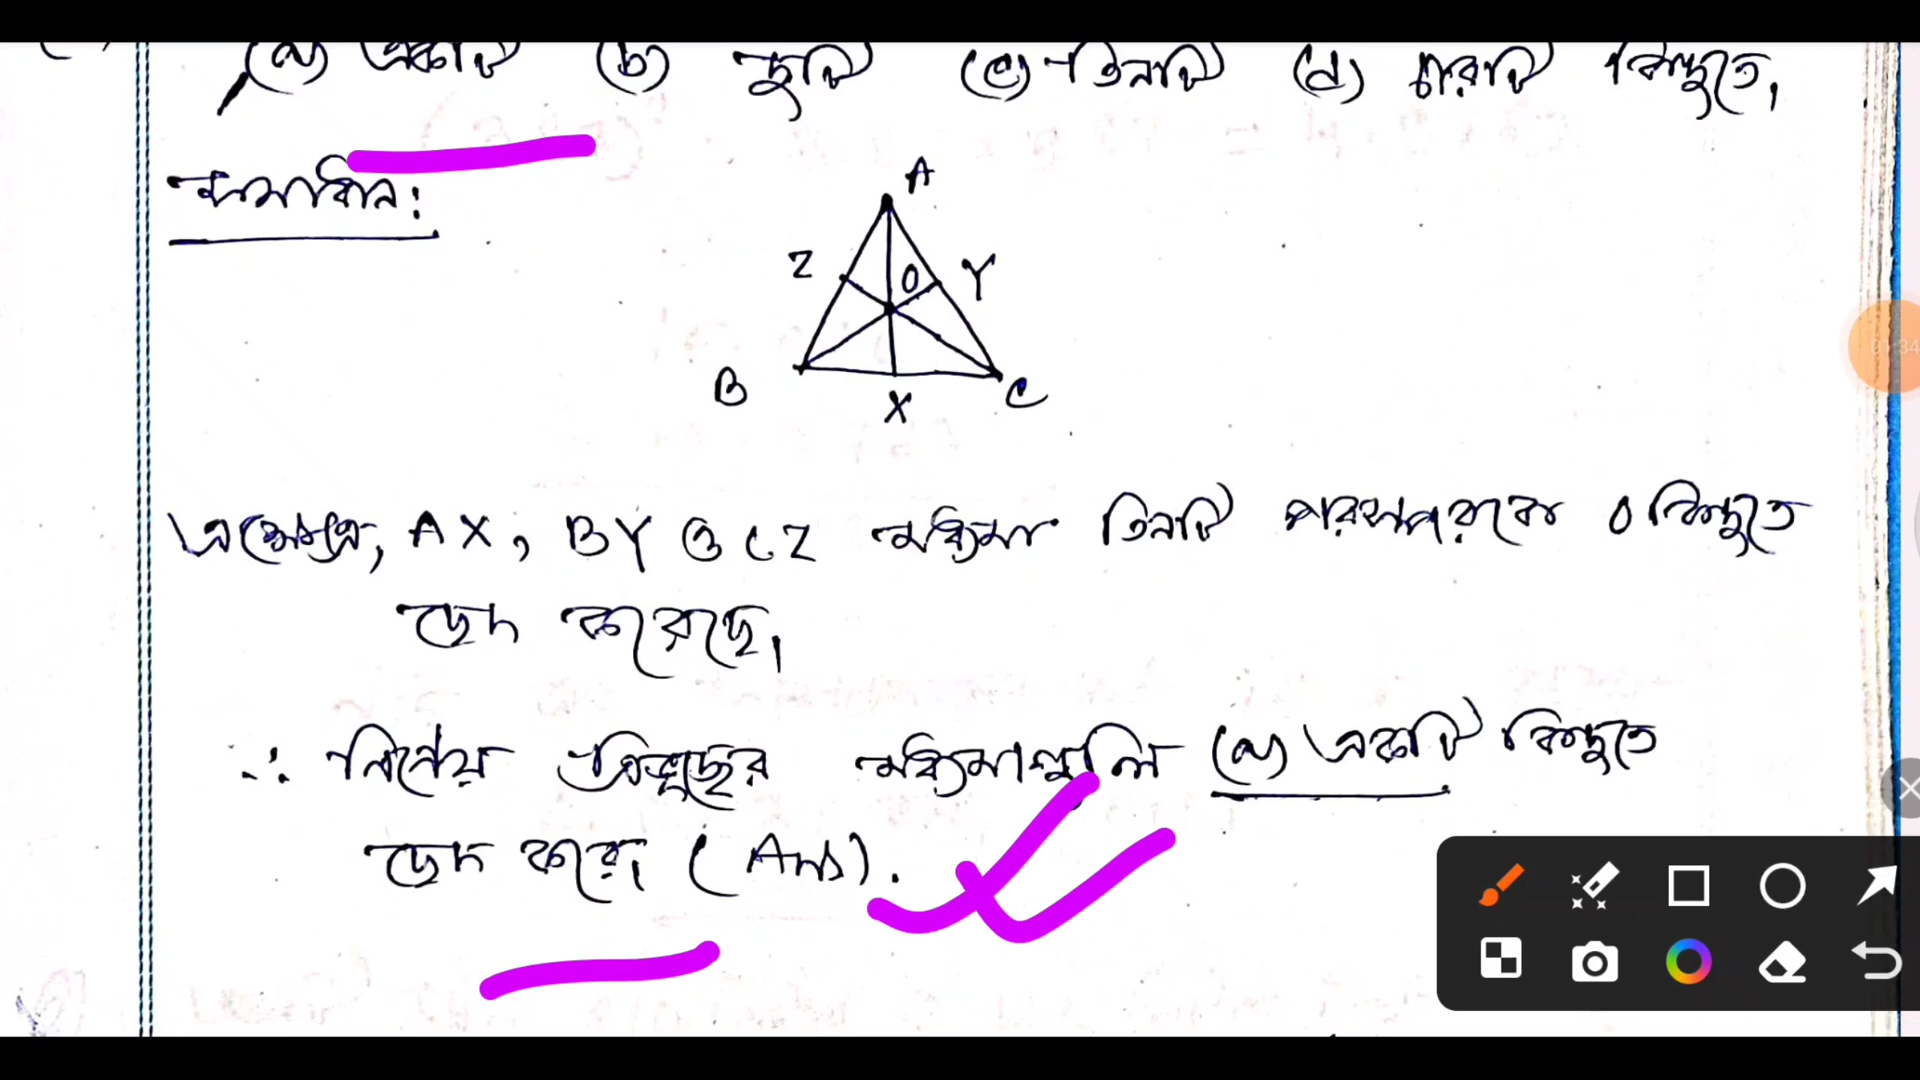 (a) একটি (b) দুটি (c) তিনটি (d) চারটি বিন্দুতে।
সমাধান:
A
Z O Y
B X C
এক্ষেত্রে, AX, BY ও CZ মধ্যমা তিনটি পরস্পরকে O বিন্দুতে
ছেদ করেছে।
∴ নির্ণেয় ত্রিভুজের মধ্যমাগুলি (a) একটি বিন্দুতে
ছেদ করে। (Ans).